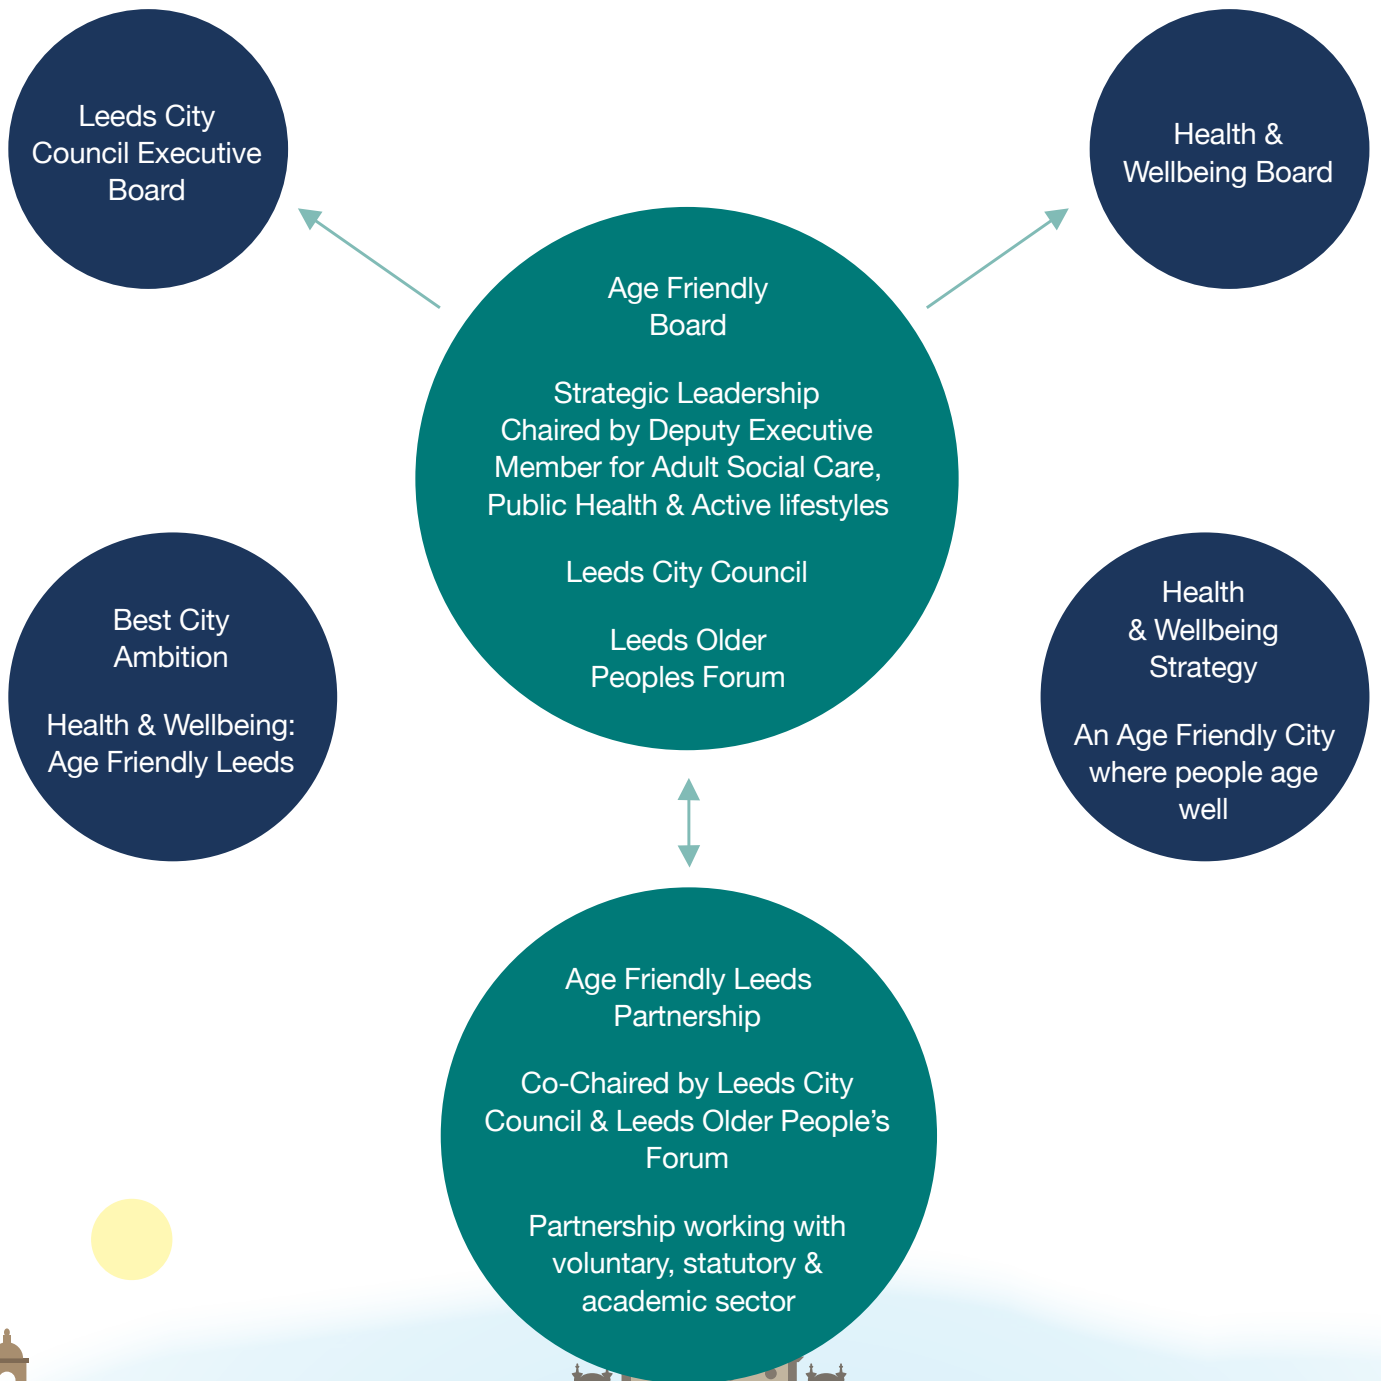 Leeds City
Council Executive
Board
Health &
Wellbeing Board
Age Friendly
Board
Strategic Leadership
Chaired by Deputy Executive
Member for Adult Social Care,
Public Health & Active lifestyles
Leeds City Council
Leeds Older
Peoples Forum
Best City
Ambition
Health & Wellbeing:
Age Friendly Leeds
Health
& Wellbeing
Strategy
An Age Friendly City
where people age
well
Age Friendly Leeds
Partnership
Co-Chaired by Leeds City
Council & Leeds Older People’s
Forum
Partnership working with
voluntary, statutory &
academic sector